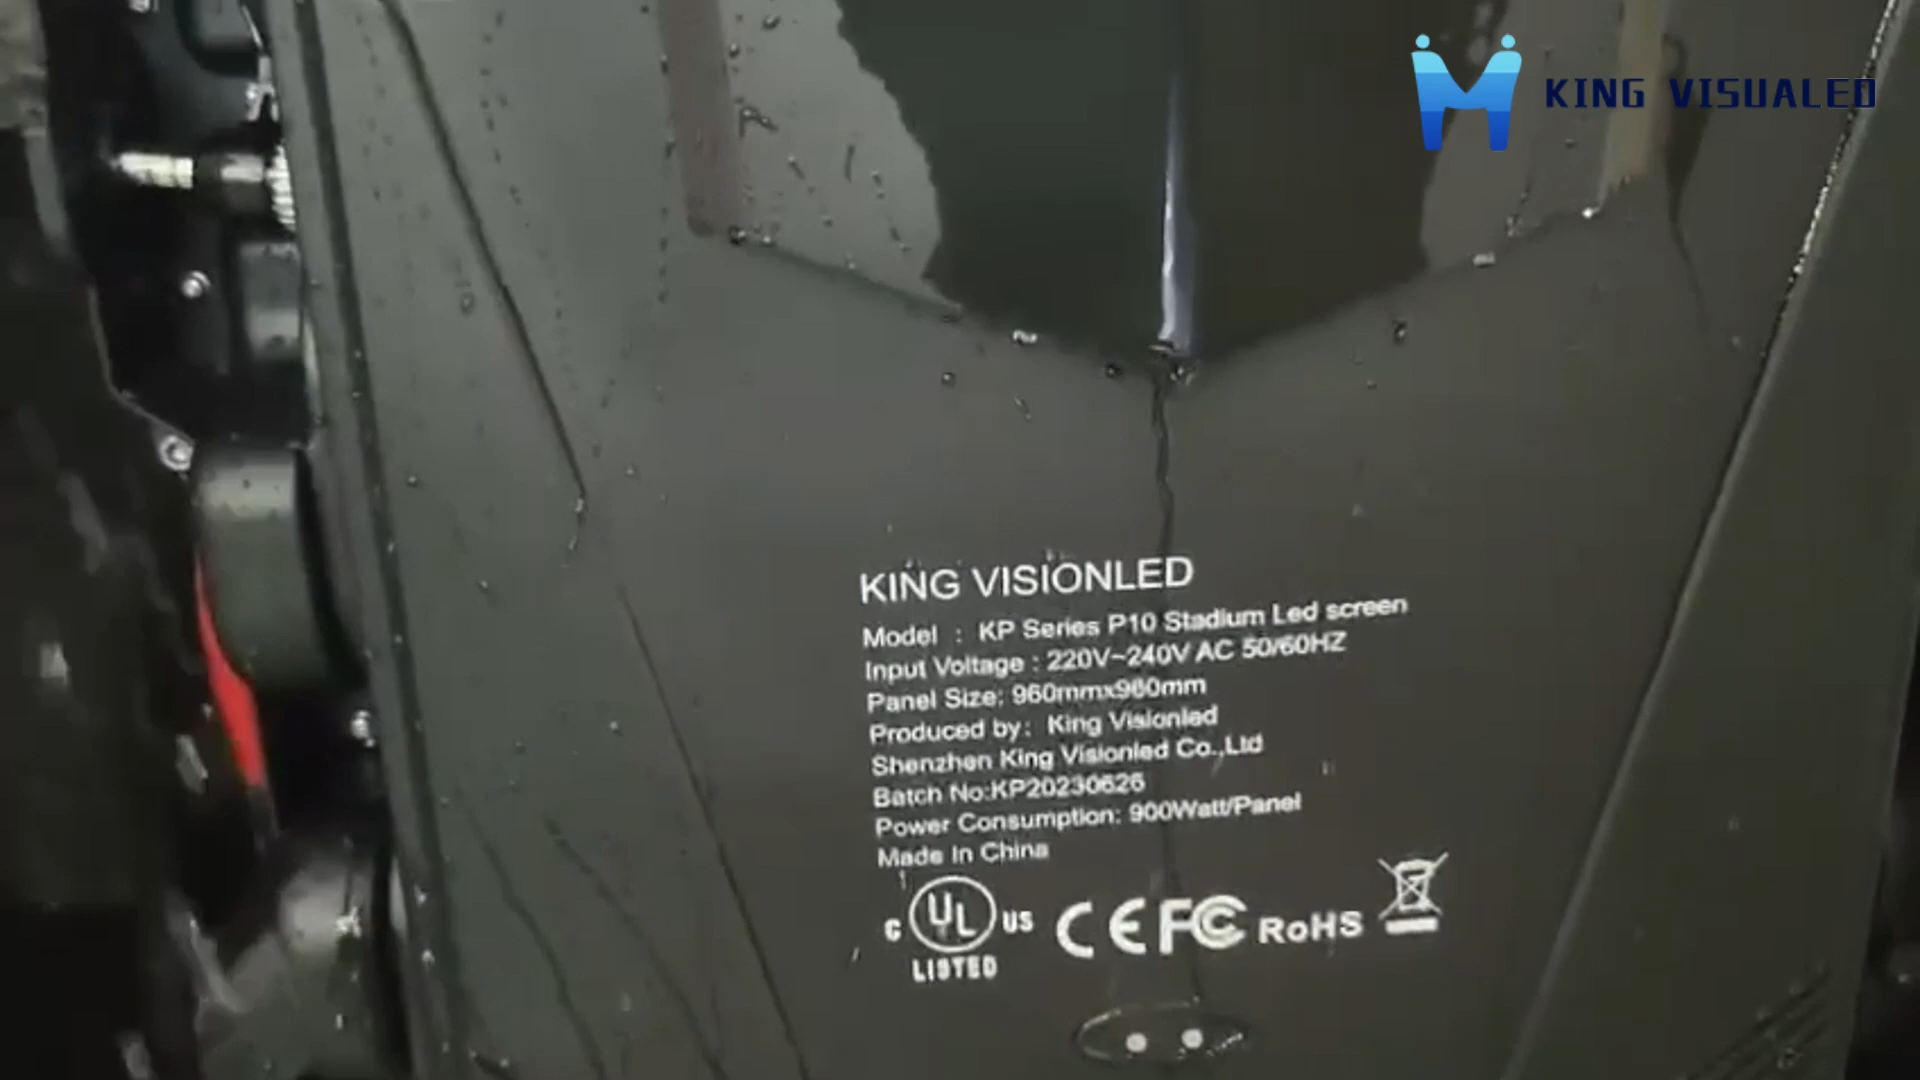 KING VISUALED
KING VISIONLED
Model : KP Series P10 Stadium Led screen
Input Voltage : 220V~240V AC 50/60HZ
Panel Size: 960mmx960mm
Produced by: King Visionled
Shenzhen King Visionled Co.,Ltd
Batch No:KP20230626
Power Consumption: 900Watt/Panel
Made In China
C UL US CE FC RoHS
LISTED